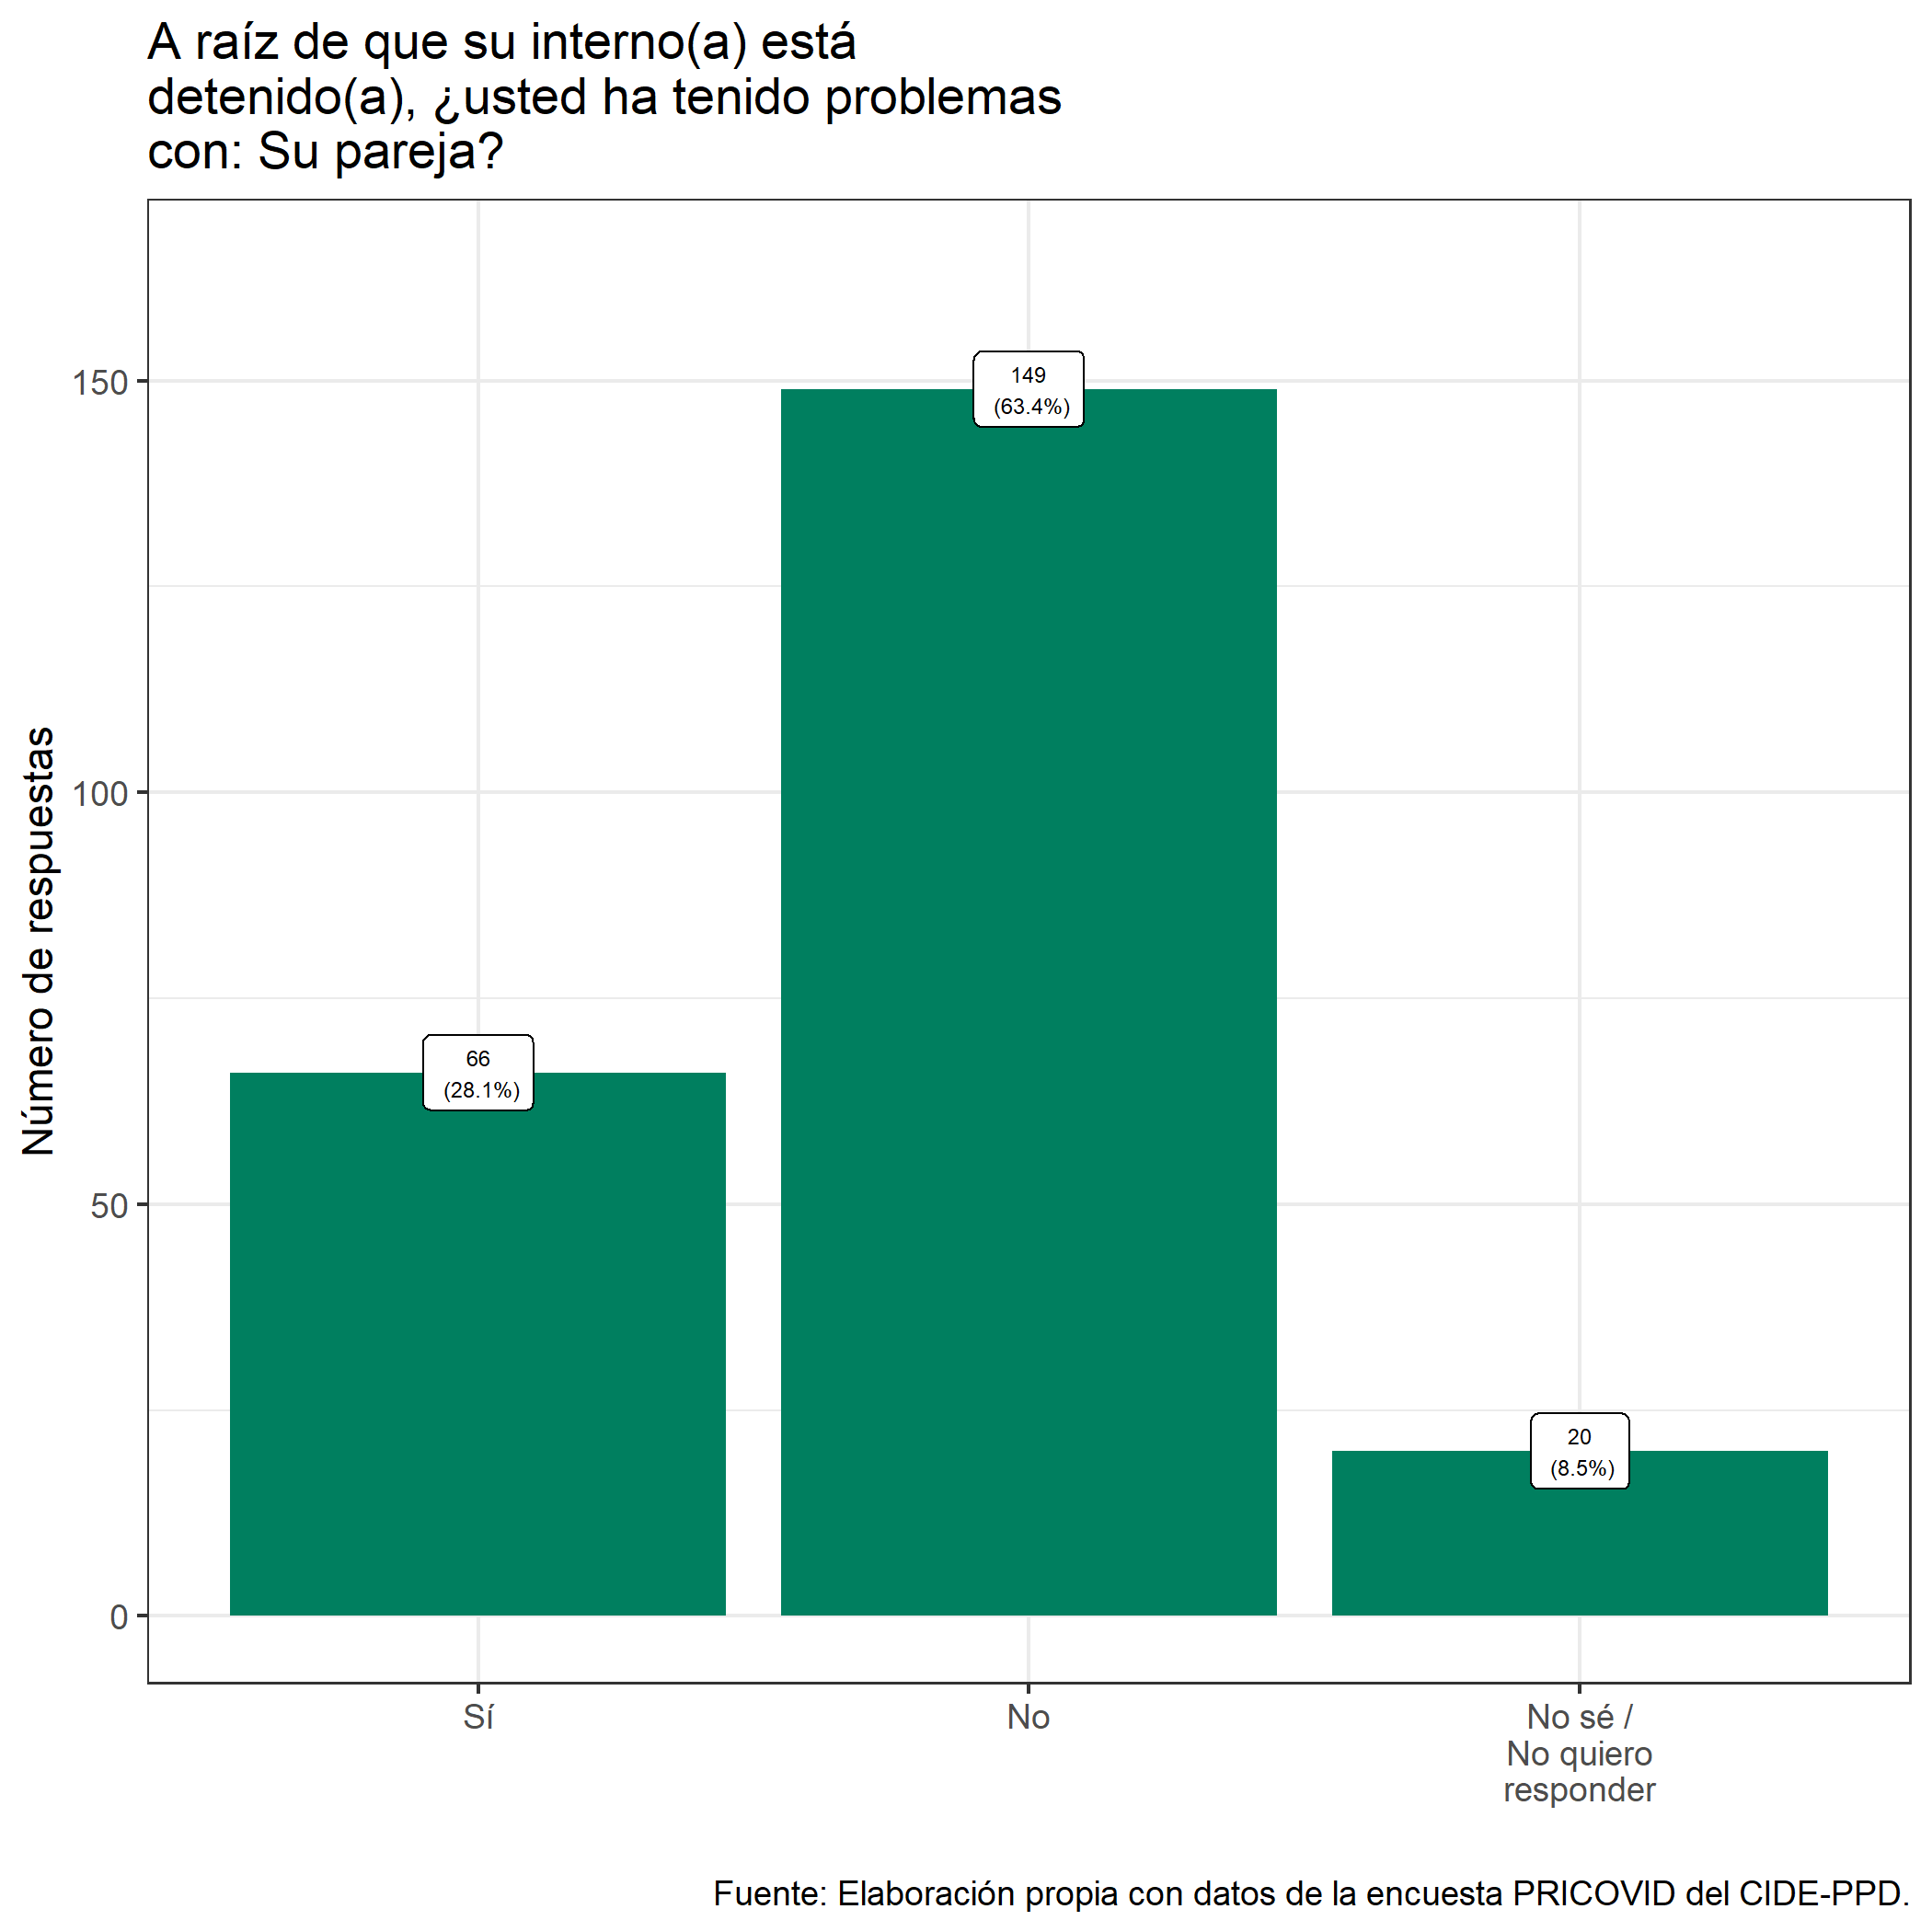 A raíz de que su interno(a) está
detenido(a), ¿usted ha tenido problemas
con: Su pareja?
Número de respuestas
150
100
50
0
66
(28.1%)
149
(63.4%)
20
(8.5%)
Sí
No
No sé /
No quiero
responder
Fuente: Elaboración propia con datos de la encuesta PRICOVID del CIDE-PPD.